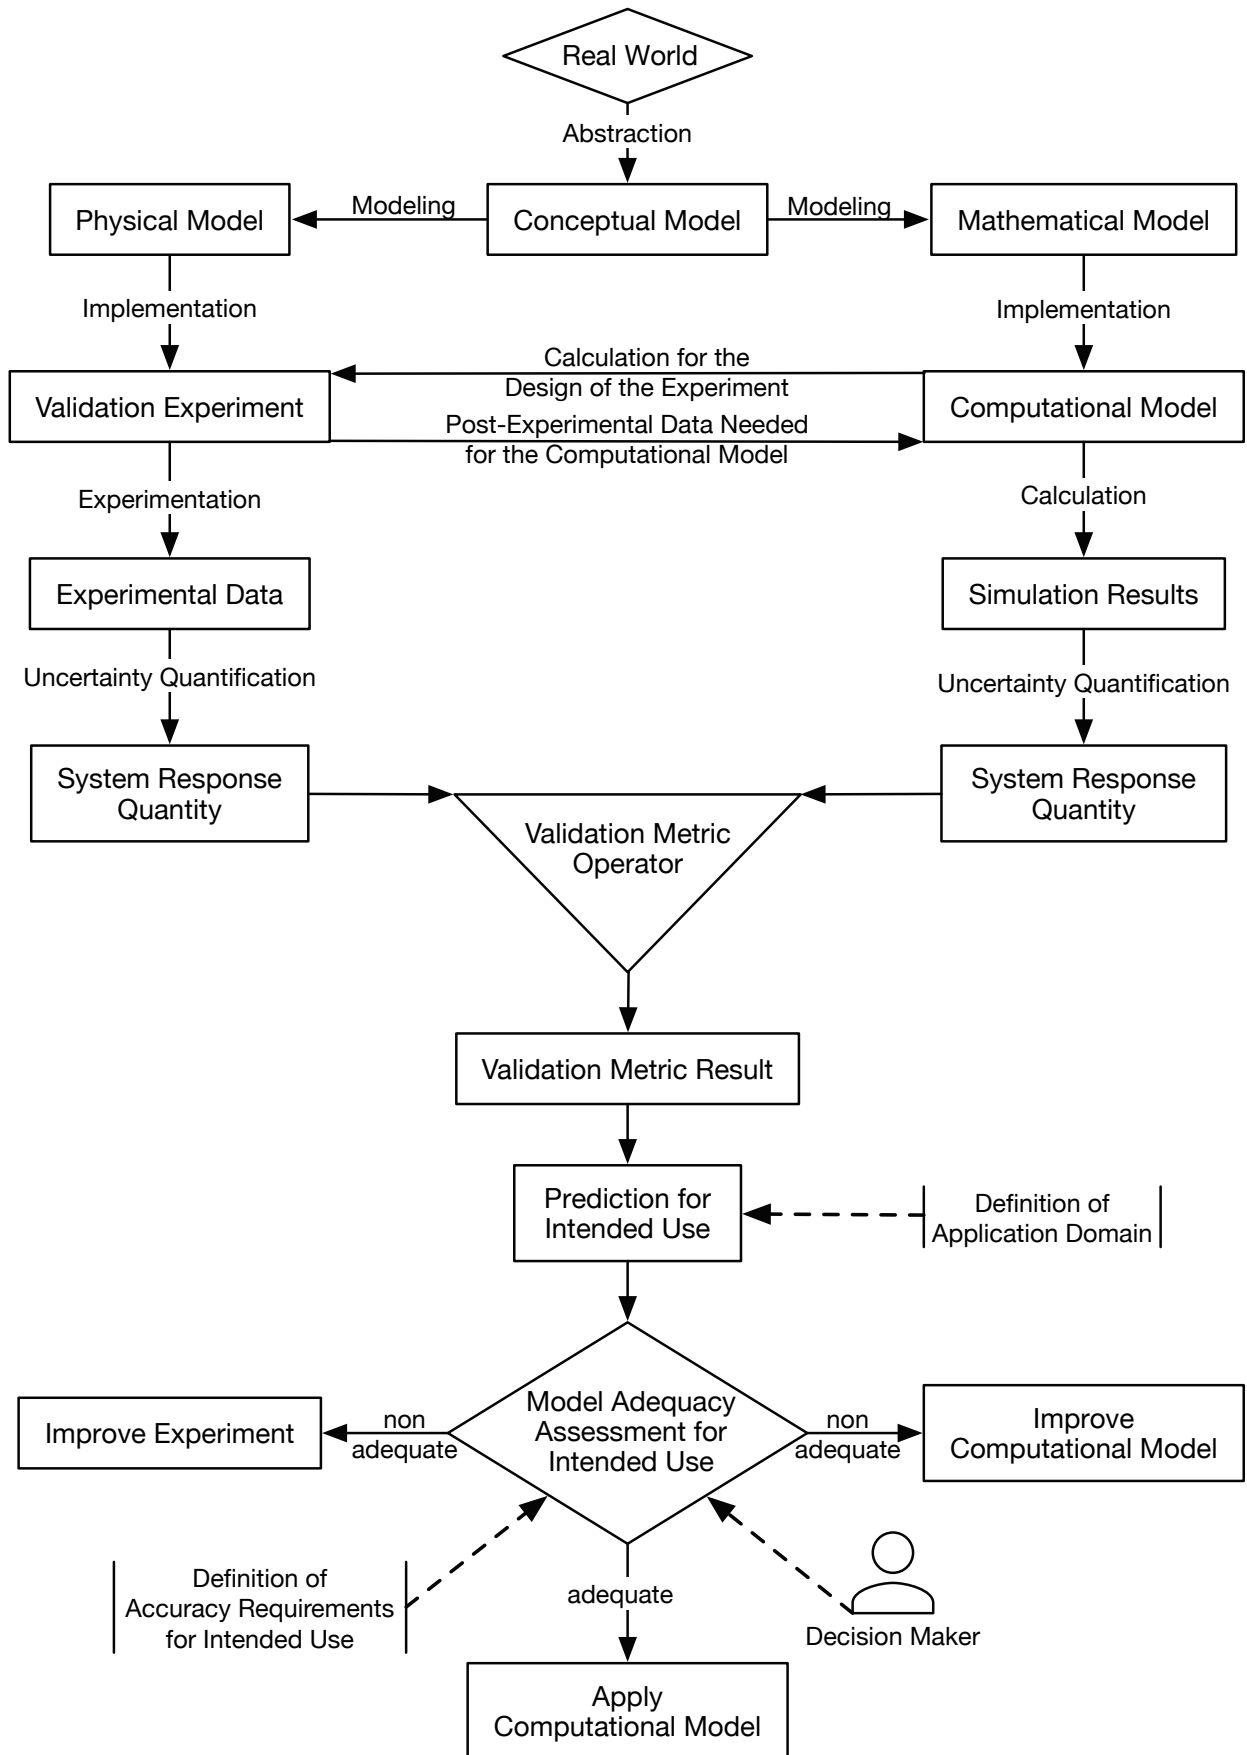 Real World
Abstraction
Physical Model
Modeling
Conceptual Model
Modeling
Mathematical Model
Implementation
Implementation
Calculation for the
Design of the Experiment
Validation Experiment
Computational Model
Post-Experimental Data Needed
for the Computational Model
Experimentation
Calculation
Experimental Data
Simulation Results
Uncertainty Quantification
Uncertainty Quantification
System Response
Quantity
System Response
Quantity
Validation Metric
Operator
Validation Metric Result
Prediction for
Intended Use
Definition of
Application Domain
Improve Experiment
non
adequate
Model Adequacy
Assessment for
Intended Use
non
adequate
Improve
Computational Model
Definition of
Accuracy Requirements
for Intended Use
adequate
Decision Maker
Apply
Computational Model